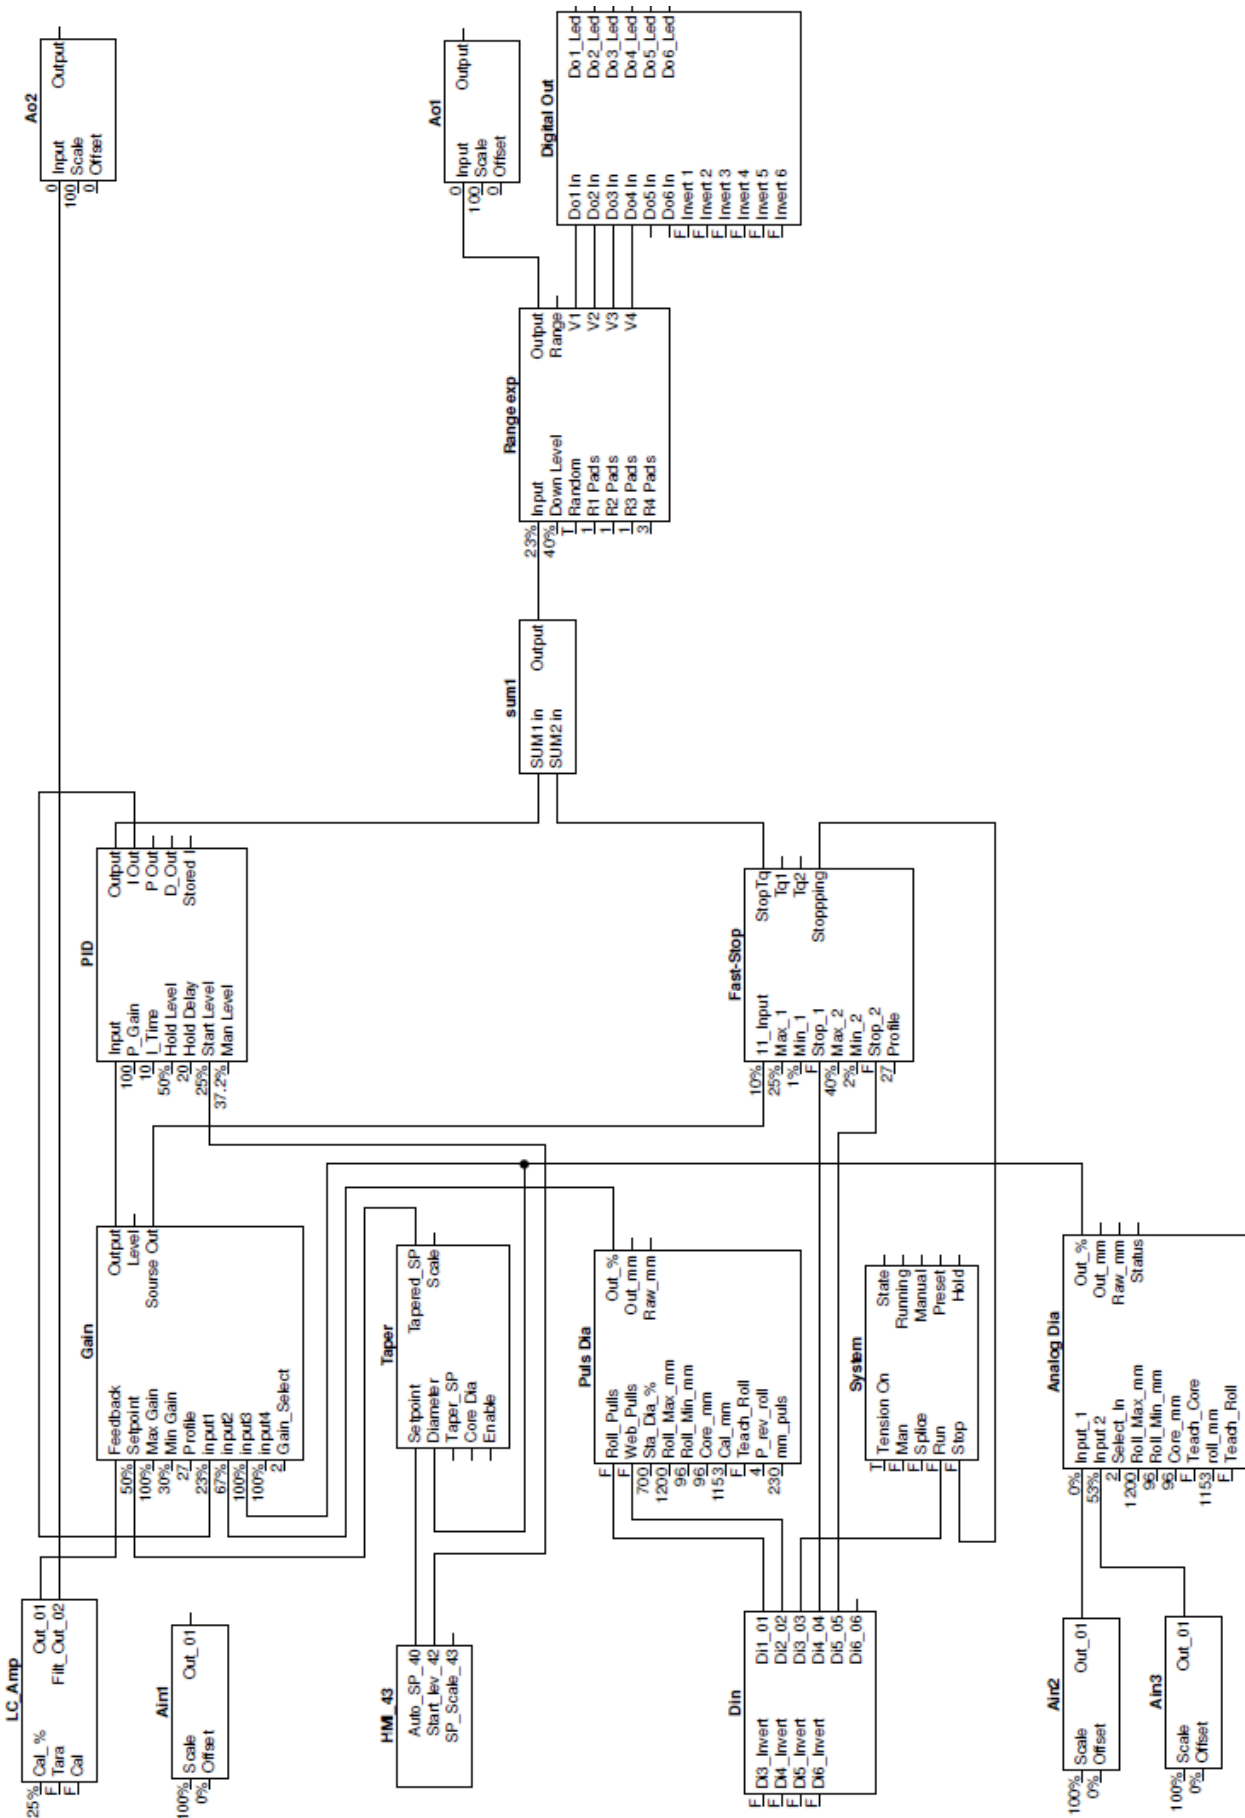 LC_Amp
25% Cal_% Out_01
F Tara Filt_Out_02
F Cal
Ain1
100% Scale Out_01
0% Offset
HMI_43
Auto_SP_40
Start_lev_42
SP_Scale_43
Din
Di1_01
Di2_02
F Di3_Invert Di3_03
F Di4_Invert Di4_04
F Di5_Invert Di5_05
F Di6_Invert Di6_06
Ain2
100% Scale Out_01
0% Offset
Ain3
100% Scale Out_01
0% Offset
Gain
Feedback Output
50% Setpoint Level
100% Max Gain Sourse Out
30% Min Gain
27 Profile
23% input1
67% input2
100% input3
100% input4
2 Gain_Select
Taper
Setpoint Tapered_SP
Diameter Scale
Taper_SP
Core Dia
Enable
Puls Dia
F Roll_Pulls Out_%
F Web_Pulls Out_mm
700 Sta_Dia_% Raw_mm
1200 Roll_Max_mm
96 Roll_Min_mm
96 Core_mm
1153 Cal_mm
F Teach_Roll
4 P_rev_roll
230 mm_puls
System
T Tension On State
F Man Running
F Splice Manual
F Run Preset
F Stop Hold
Analog Dia
0% Input_1 Out_%
53% Input 2 Out_mm
2 Select_In Raw_mm
1200 Roll_Max_mm Status
96 Roll_Min_mm
96 Core_mm
F Teach_Core
1153 roll_mm
F Teach_Roll
PID
Input Output
100 P_Gain I Out
10 I_Time P Out
50% Hold Level D_Out
20 Hold Delay Stored I
25% Start Level
37.2% Man Level
Fast-Stop
10% 11_Input StopTq
25% Max_1 Tq1
1% Min_1 Tq2
F Stop_1 Stoppping
40% Max_2
2% Min_2
F Stop_2
27 Profile
sum1
SUM1 in Output
SUM2 in
Range exp
23% Input Output
40% Down Level Range
T Random V1
1 R1 Pads V2
1 R2 Pads V3
1 R3 Pads V4
3 R4 Pads
Ao2
0 Input Output
100 Scale
0 Offset
Ao1
0 Input Output
100 Scale
0 Offset
Digital Out
Do1 In Do1_Led
Do2 In Do2_Led
Do3 In Do3_Led
Do4 In Do4_Led
Do5 In Do5_Led
Do6 In Do6_Led
F Invert 1
F Invert 2
F Invert 3
F Invert 4
F Invert 5
F Invert 6